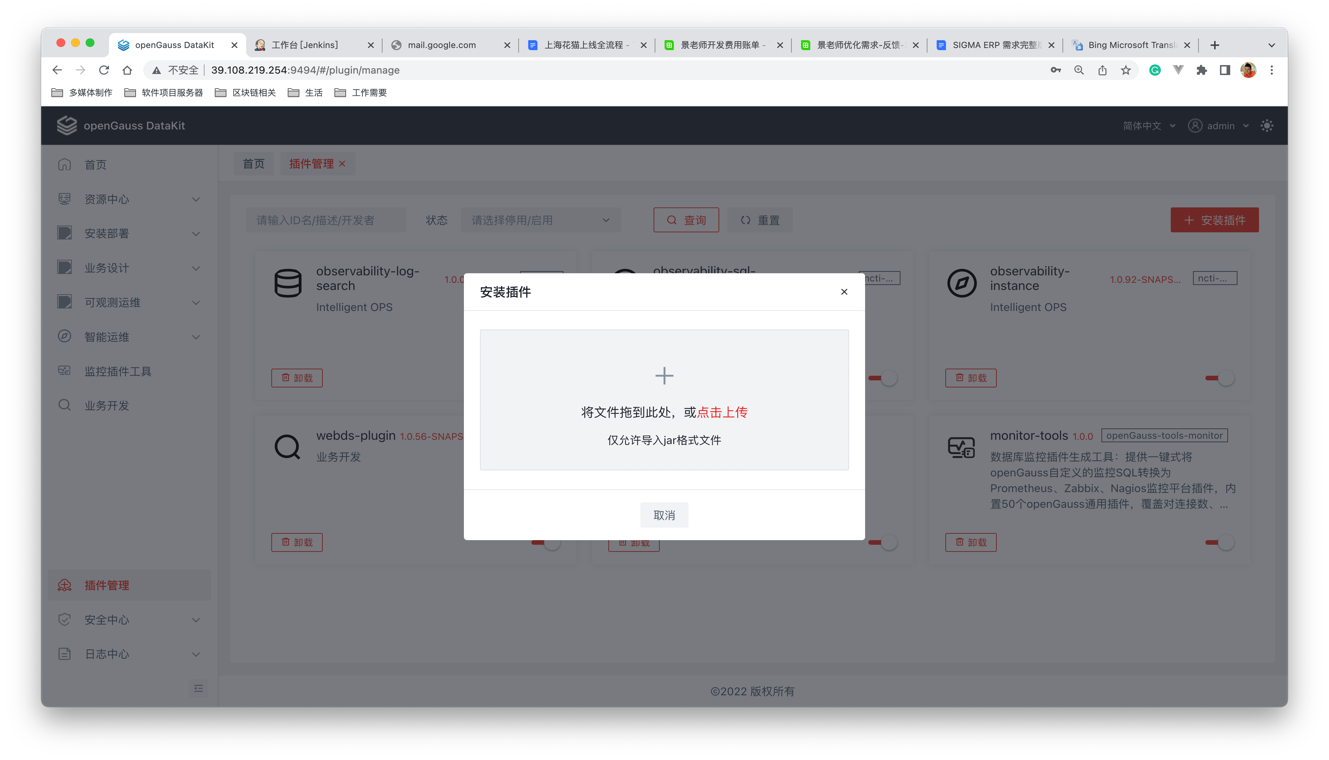 openGauss DataKit
工作台 [Jenkins]
mail.google.com
上海花猫上线全流程 -
景老师开发费用账单 -
景老师优化需求-反馈-
SIGMA ERP 需求完整
Bing Microsoft Transl
不安全 39.108.219.254:9494/#/plugin/manage
多媒体制作 软件项目服务器 区块链相关 生活 工作需要
openGauss DataKit
简体中文 admin
首页
资源中心
安装部署
业务设计
可观测运维
智能运维
监控插件工具
业务开发
插件管理
安全中心
日志中心
首页 插件管理
请输入ID名/描述/开发者 状态 请选择停用/启用 查询 重置 安装插件
observability-log-
search
1.0.0
Intelligent OPS
卸载
observability-sql-
ncti-...
observability-
instance
1.0.92-SNAPS... ncti-...
Intelligent OPS
卸载
webds-plugin 1.0.56-SNAPS
业务开发
卸载
卸载
monitor-tools 1.0.0 openGauss-tools-monitor
数据库监控插件生成工具：提供一键式将
openGauss自定义的监控SQL转换为
Prometheus、Zabbix、Nagios监控平台插件，内
置50个openGauss通用插件，覆盖对连接数、...
卸载
安装插件
将文件拖到此处，或点击上传
仅允许导入jar格式文件
取消
©2022 版权所有